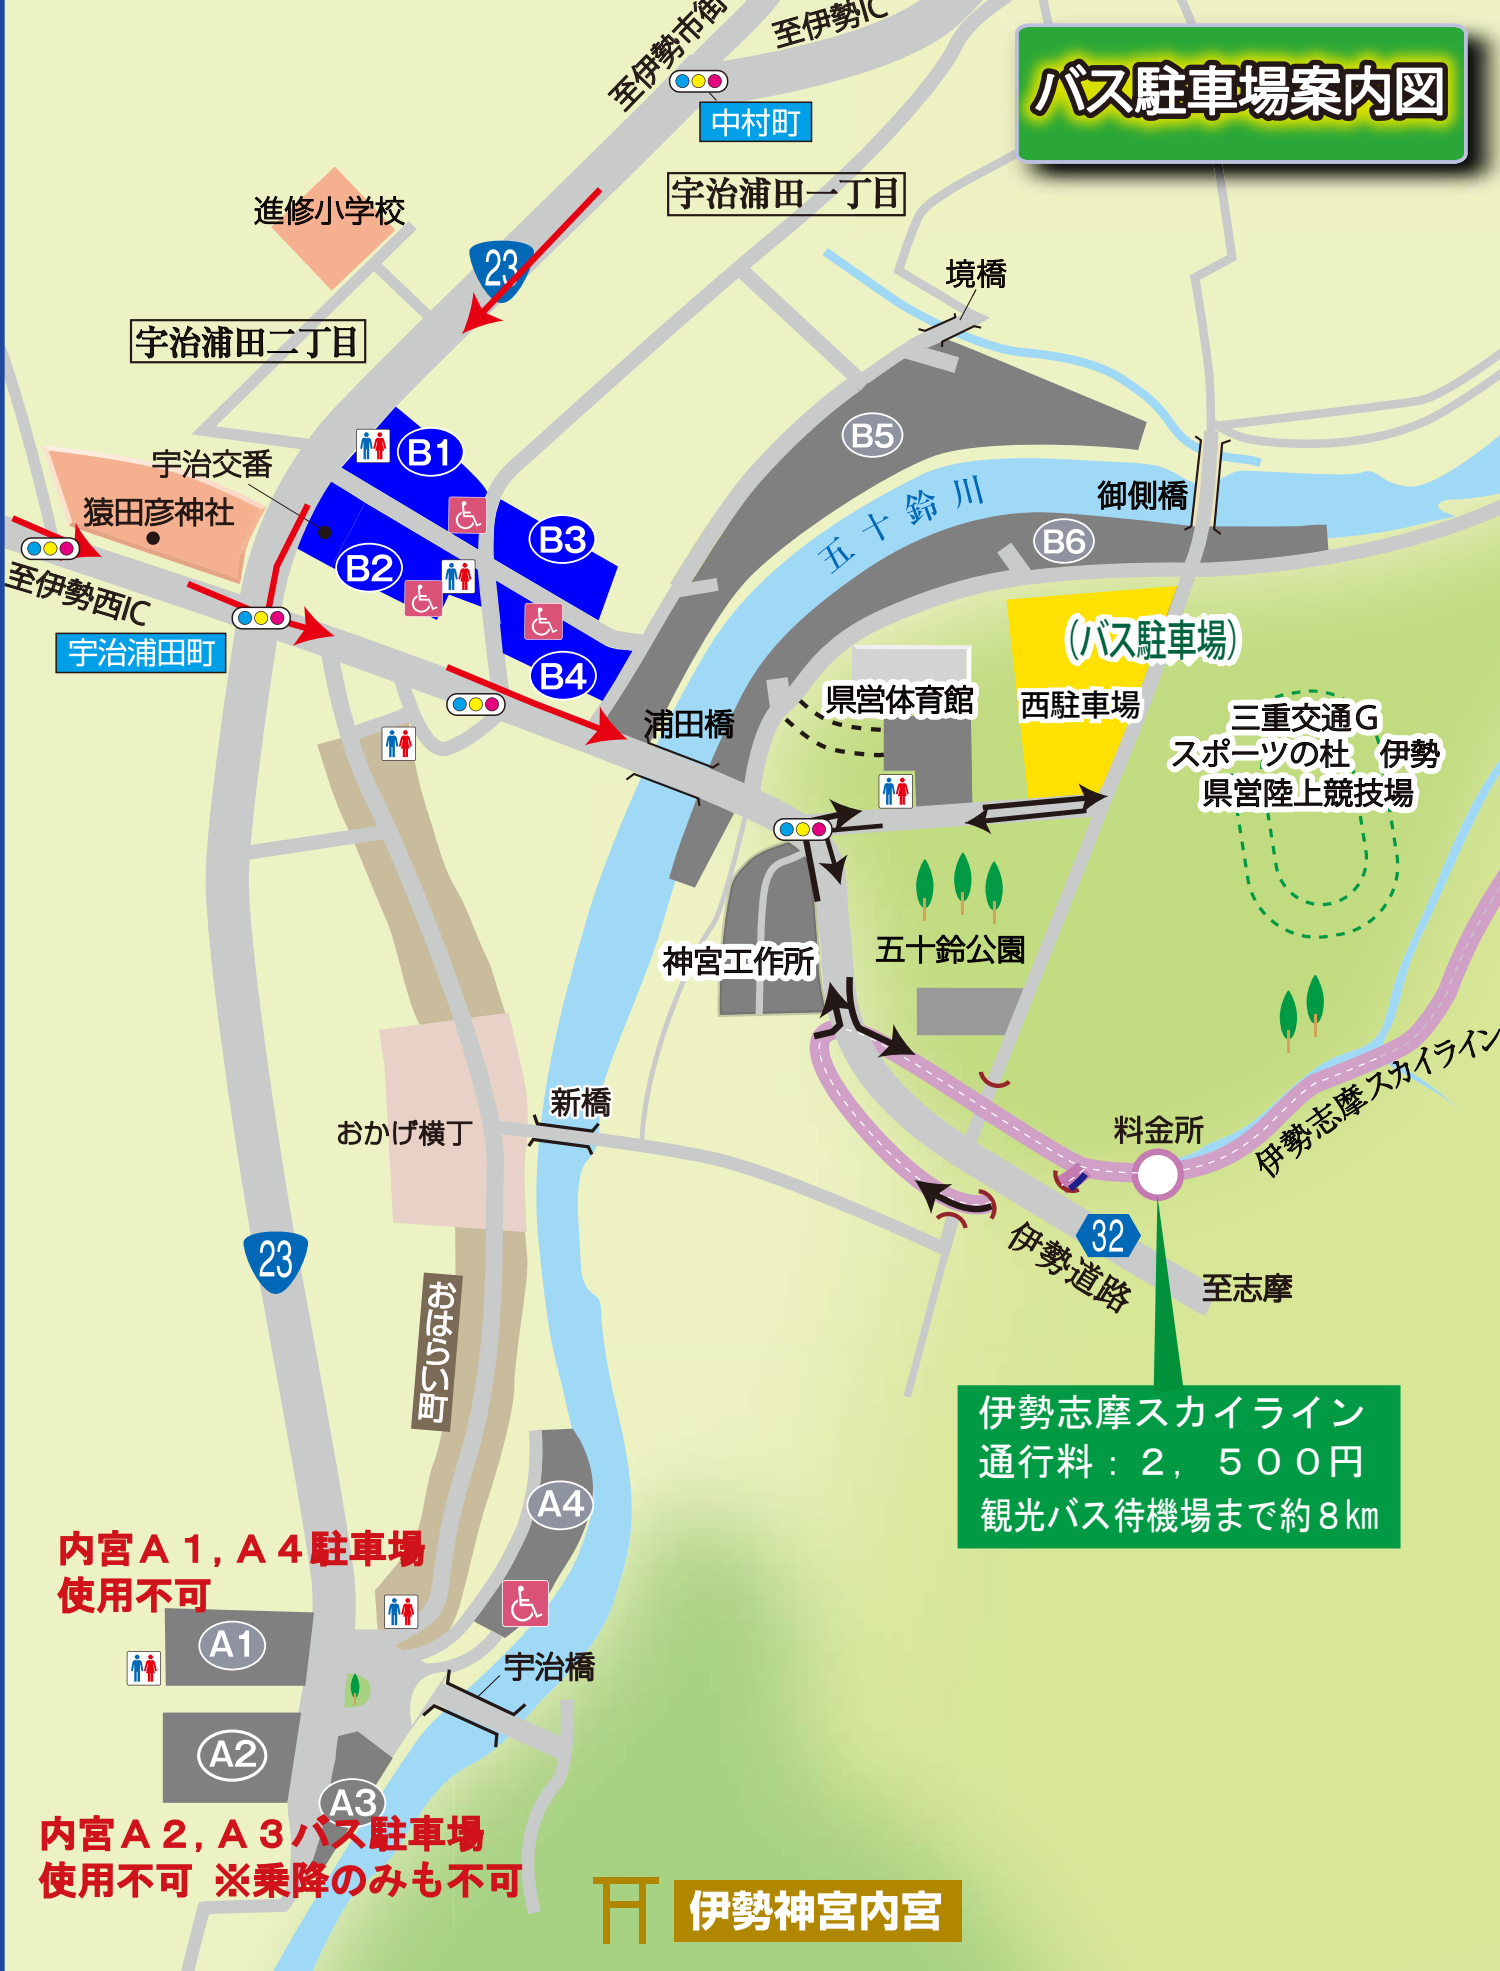 バス駐車場案内図
至伊勢市街
至伊勢IC
中村町
宇治浦田一丁目
進修小学校
23
境橋
宇治浦田二丁目
B1
B5
宇治交番
猿田彦神社
御側橋
五十鈴川
B3
B6
B2
至伊勢西IC
宇治浦田町
B4
(バス駐車場)
西駐車場
県営体育館
浦田橋
三重交通G
スポーツの杜 伊勢
県営陸上競技場
神宮工作所
五十鈴公園
新橋
おかげ横丁
料金所
伊勢志摩スカイライン
23
32
伊勢道路
至志摩
おはらい町
伊勢志摩スカイライン
通行料:2,500円
観光バス待機場まで約8km
A4
内宮A1,A4駐車場
使用不可
A1
宇治橋
A2
A3
内宮A2,A3バス駐車場
使用不可 ※乗降のみも不可
伊勢神宮内宮